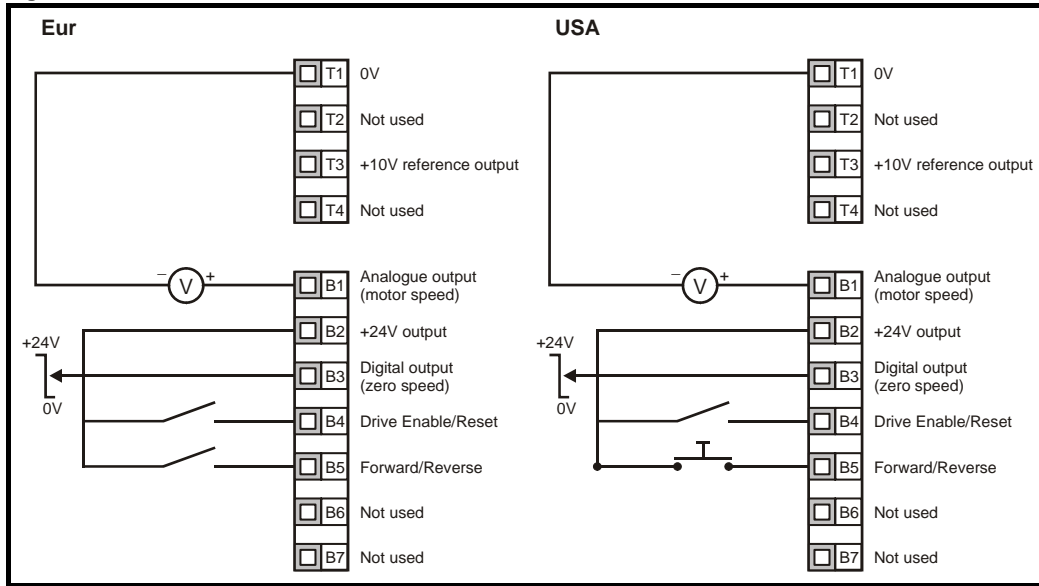 Eur
T1 0V
T2 Not used
T3 +10V reference output
T4 Not used
− V +
B1 Analogue output
(motor speed)
B2 +24V output
+24V
0V
B3 Digital output
(zero speed)
B4 Drive Enable/Reset
B5 Forward/Reverse
B6 Not used
B7 Not used
USA
T1 0V
T2 Not used
T3 +10V reference output
T4 Not used
− V +
B1 Analogue output
(motor speed)
B2 +24V output
+24V
0V
B3 Digital output
(zero speed)
B4 Drive Enable/Reset
B5 Forward/Reverse
B6 Not used
B7 Not used